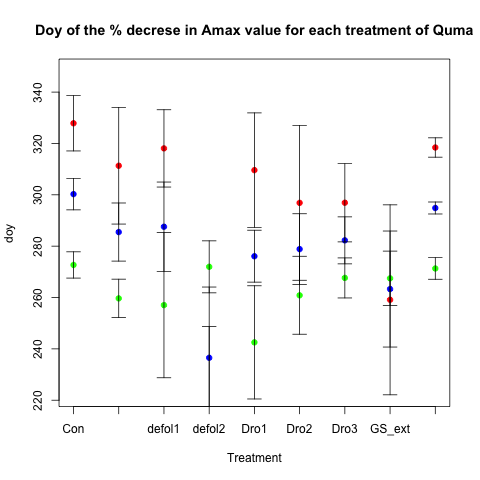 Doy of the % decrese in Amax value for each treatment of Quma
doy
340
320
300
280
260
240
220
Con defol1 defol2 Dro1 Dro2 Dro3 GS_ext
Treatment